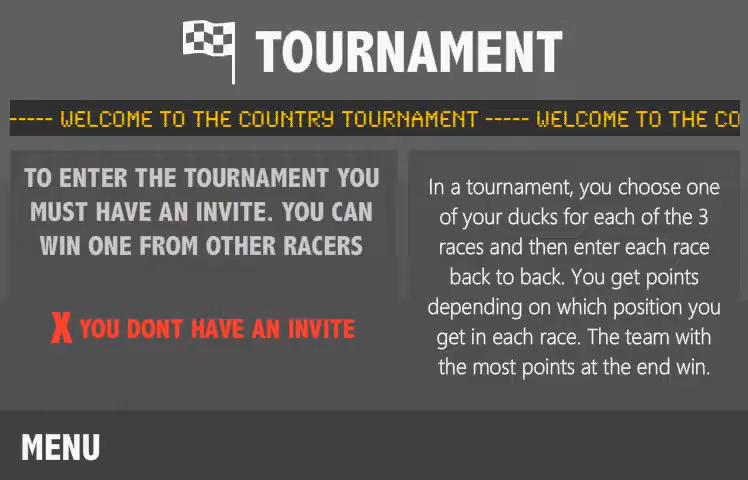 TOURNAMENT
----- WELCOME TO THE COUNTRY TOURNAMENT ----- WELCOME TO THE CO
TO ENTER THE TOURNAMENT YOU
MUST HAVE AN INVITE. YOU CAN
WIN ONE FROM OTHER RACERS
X YOU DONT HAVE AN INVITE
In a tournament, you choose one
of your ducks for each of the 3
races and then enter each race
back to back. You get points
depending on which position you
get in each race. The team with
the most points at the end win.
MENU